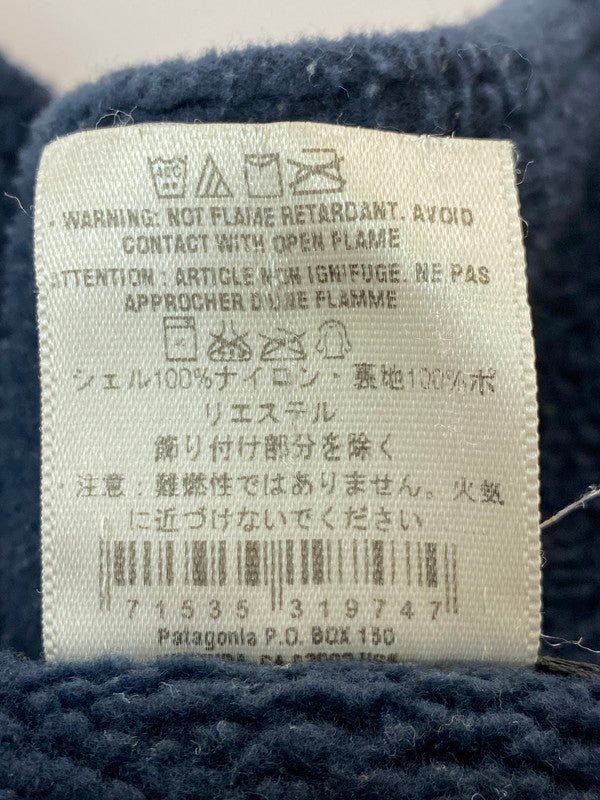 · WARNING: NOT FLAME RETARDANT. AVOID
CONTACT WITH OPEN FLAME
ATTENTION : ARTICLE NON IGNIFUGE. NE PAS
APPROCHER D'UNE FLAMME
シェル100%ナイロン・裏地100%ポ
リエステル
飾り付け部分を除く
・注意：難燃性ではありません。火気
に近づけないでください
71535 319747
Patagonia P.O. BOX 150